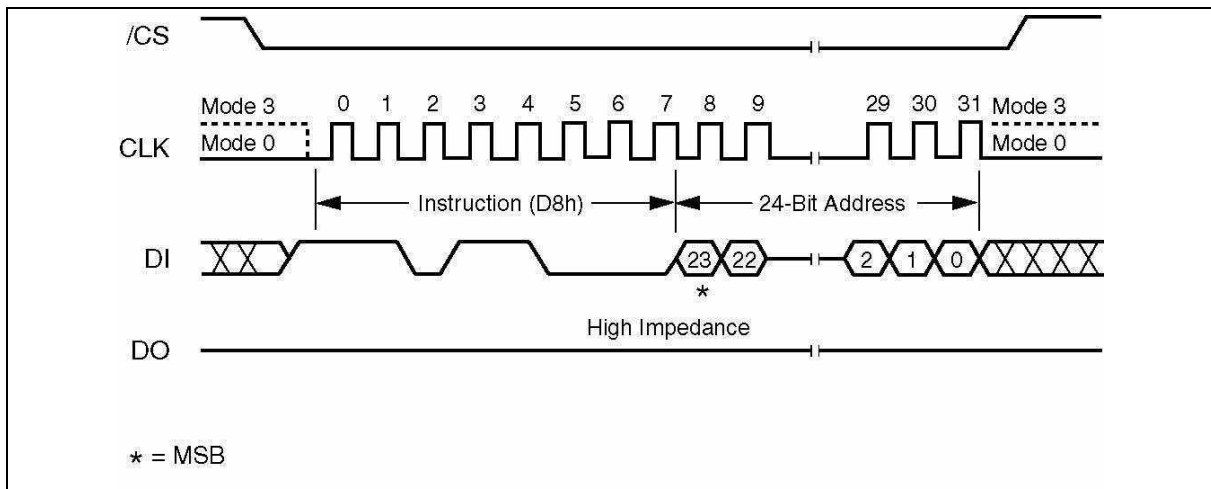 /CS
Mode 3 0 1 2 3 4 5 6 7 8 9 29 30 31 Mode 3
CLK Mode 0 Mode 0
Instruction (D8h) 24-Bit Address
DI 23 22 2 1 0
*
High Impedance
DO
* = MSB